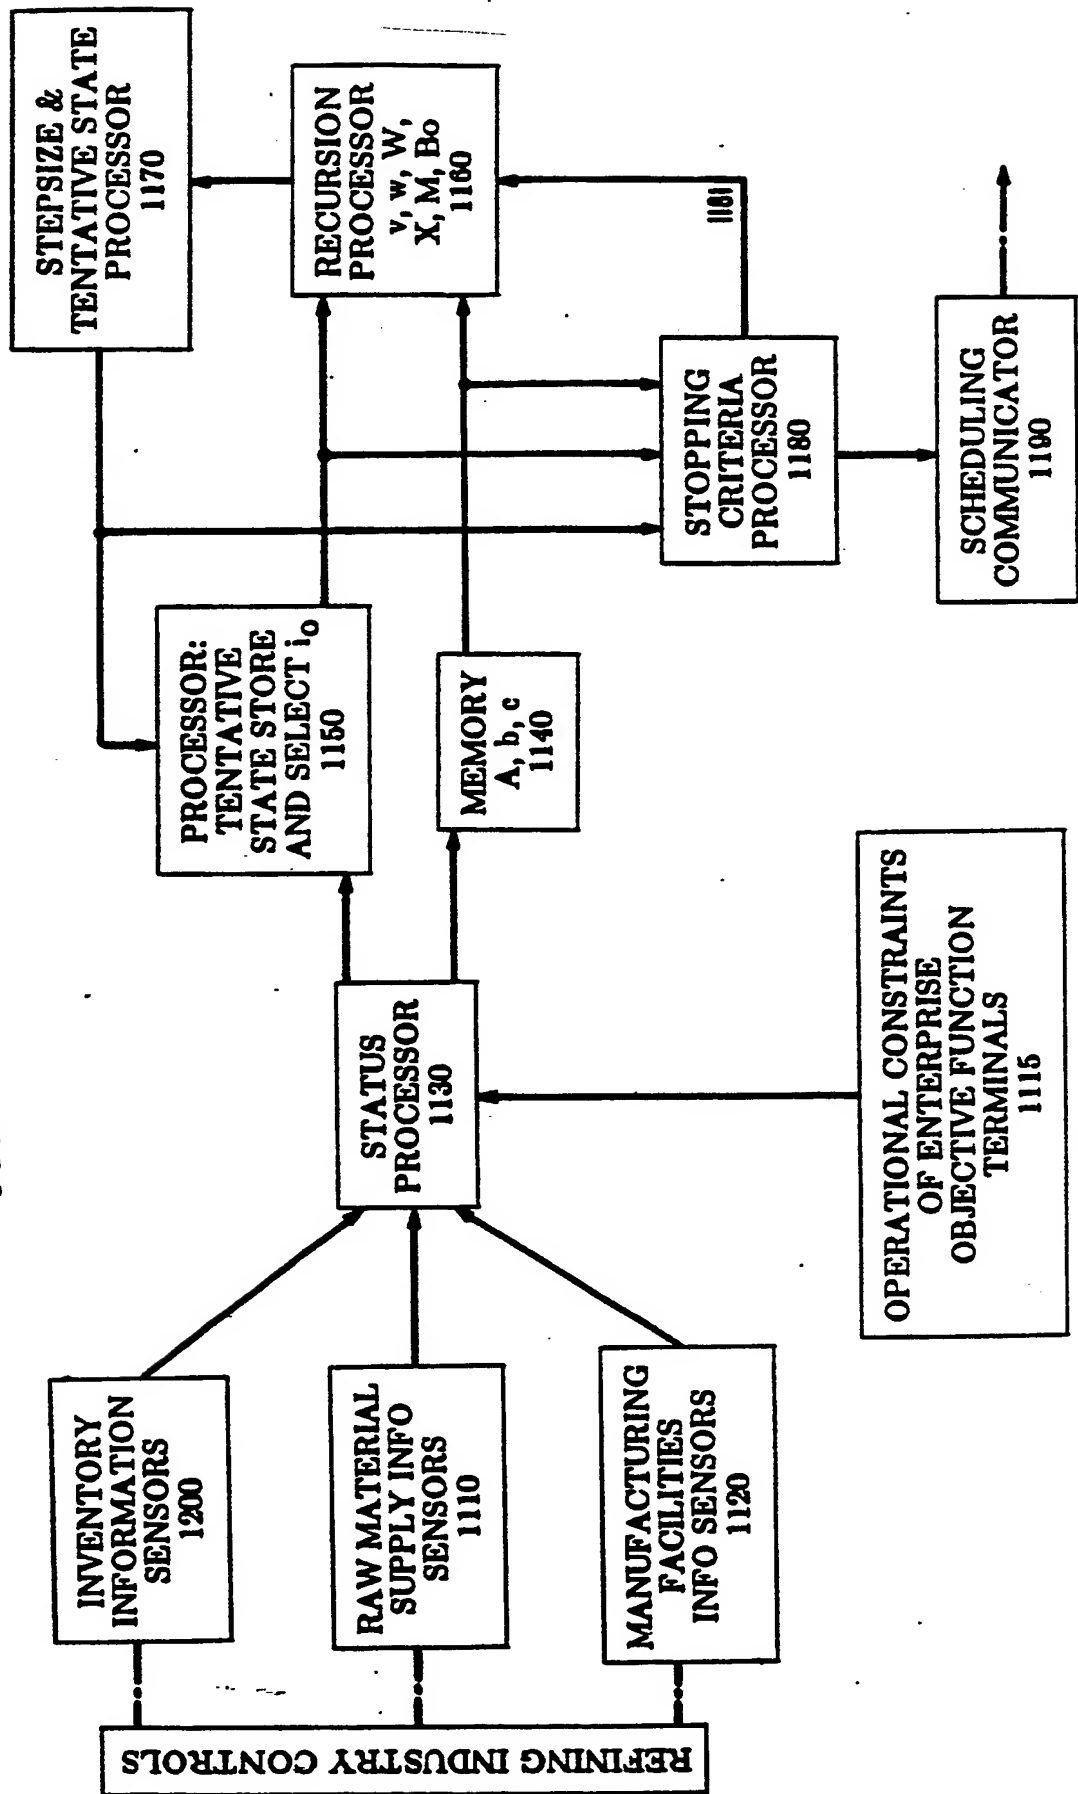 REFINING INDUSTRY CONTROLS
INVENTORY
INFORMATION
SENSORS
1200
RAW MATERIAL
SUPPLY INFO
SENSORS
1110
MANUFACTURING
FACILITIES
INFO SENSORS
1120
STATUS
PROCESSOR
1130
OPERATIONAL CONSTRAINTS
OF ENTERPRISE
OBJECTIVE FUNCTION
TERMINALS
1115
PROCESSOR:
TENTATIVE
STATE STORE
AND SELECT i₀
1150
MEMORY
A, b, c
1140
STEPSIZE &
TENTATIVE STATE
PROCESSOR
1170
RECURSION
PROCESSOR
v, w, W,
X, M, Bo
1160
1181
STOPPING
CRITERIA
PROCESSOR
1180
SCHEDULING
COMMUNICATOR
1190